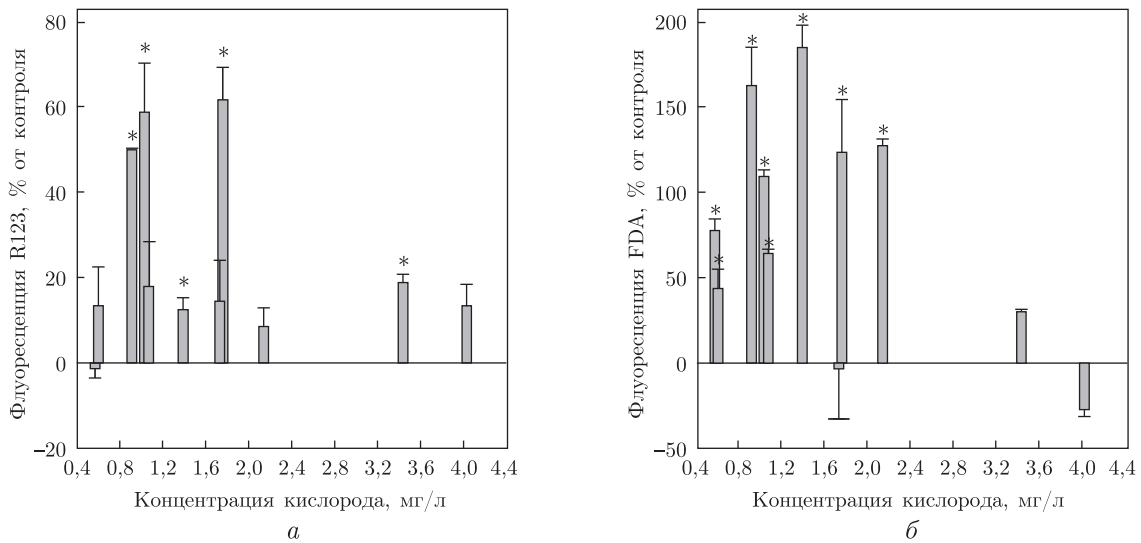 Флуоресценция R123, % от контроля
80
60
40
20
0
−20
* * * * *
0,4 0,8 1,2 1,6 2,0 2,4 2,8 3,2 3,6 4,0 4,4
Концентрация кислорода, мг/л
а
Флуоресценция FDA, % от контроля
200
150
100
50
0
−50
* * * * * * * *
0,4 0,8 1,2 1,6 2,0 2,4 2,8 3,2 3,6 4,0 4,4
Концентрация кислорода, мг/л
б